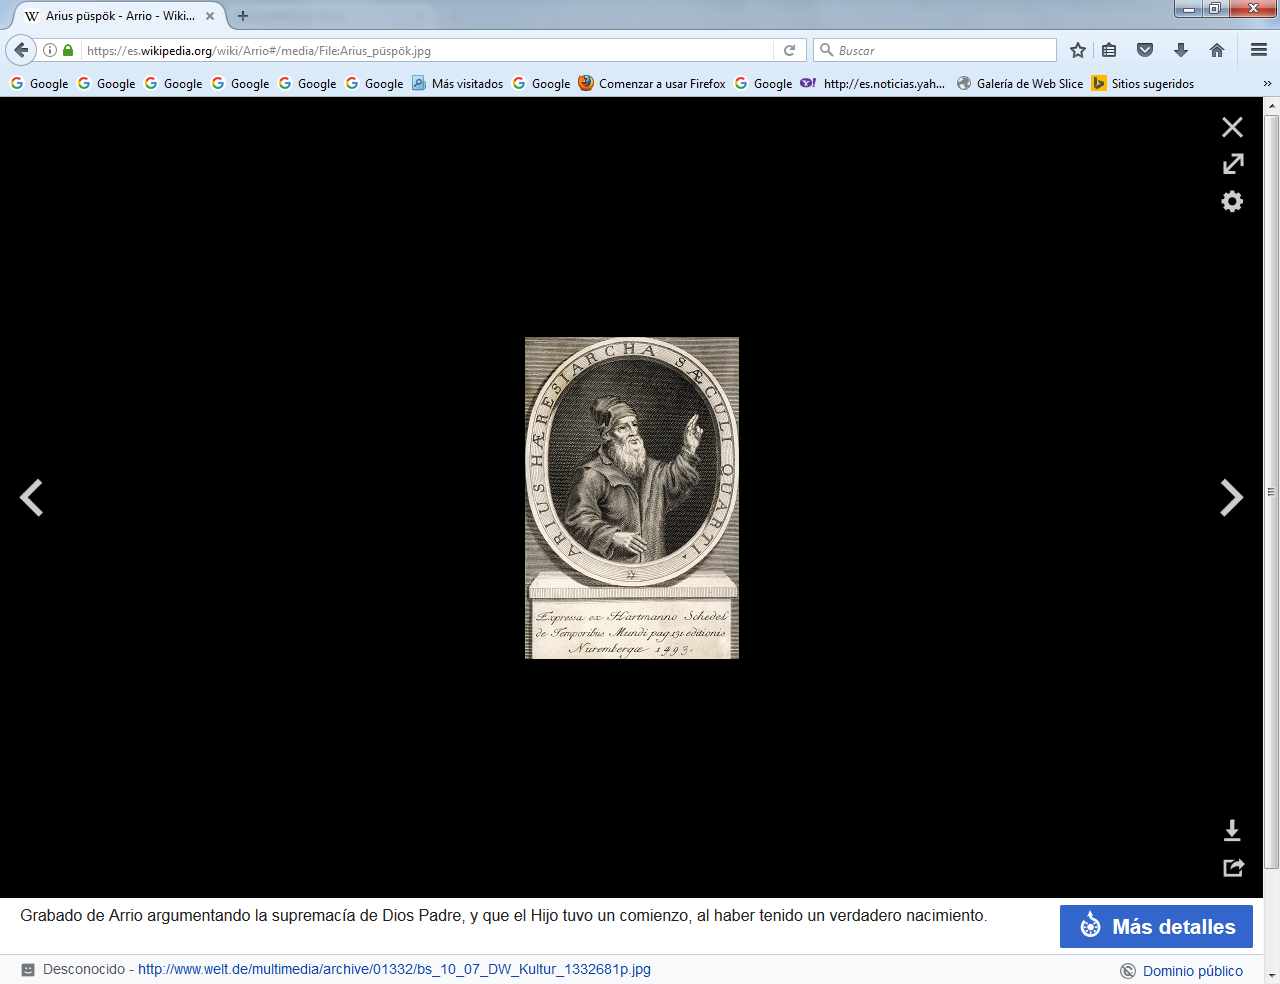 Arius püspök - Arrio - Wiki...
https://es.wikipedia.org/wiki/Arrio#/media/File:Arius_püspök.jpg
Buscar
Google Google Google Google Google Google Más visitados Google Comenzar a usar Firefox Google http://es.noticias.yah... Galería de Web Slice Sitios sugeridos
ARIUS HÆRESIARCHA SÆCULI QUARTI.
Expressa ex Hartmanno Schedel
de Temporibus Mundi pag. 131 editionis
Nurembergæ 1493.
Grabado de Arrio argumentando la supremacía de Dios Padre, y que el Hijo tuvo un comienzo, al haber tenido un verdadero nacimiento.
Más detalles
Desconocido - http://www.welt.de/multimedia/archive/01332/bs_10_07_DW_Kultur_1332681p.jpg
Dominio público